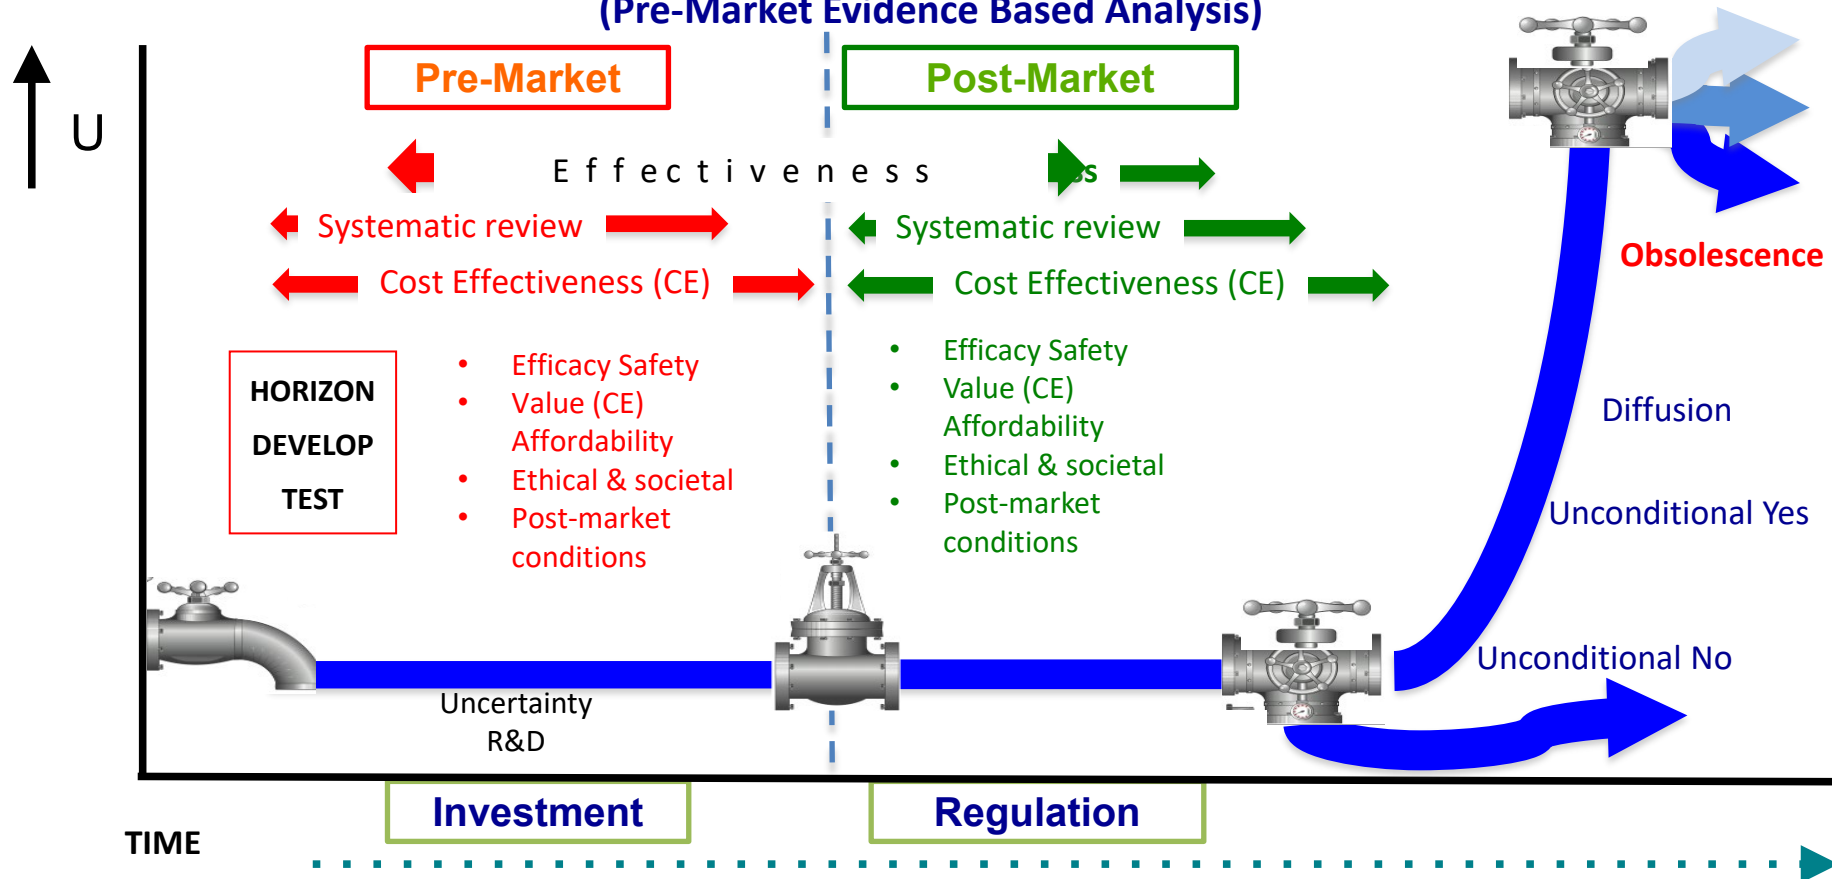 (Pre-Market Evidence Based Analysis)
Pre-Market
Post-Market
U
Effectiveness
ss
Systematic review
Systematic review
Cost Effectiveness (CE)
Cost Effectiveness (CE)
Obsolescence
HORIZON
DEVELOP
TEST
• Efficacy Safety
• Value (CE)
Affordability
• Ethical & societal
• Post-market
conditions
• Efficacy Safety
• Value (CE)
Affordability
• Ethical & societal
• Post-market
conditions
Diffusion
Unconditional Yes
Unconditional No
Uncertainty
R&D
Investment
Regulation
TIME